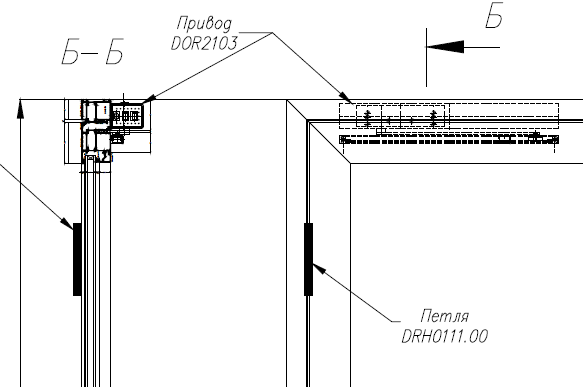 Привод
DOR2103
Б
Б-Б
Петля
DRH0111.00